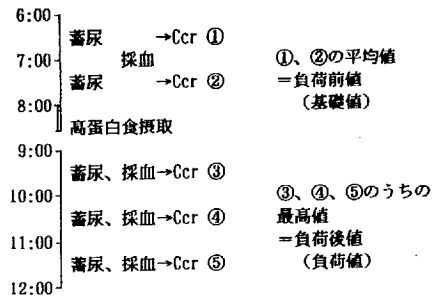 6:00
蓄尿 →Ccr ①
7:00 採血 ①、②の平均値
蓄尿 →Ccr ② =負荷前値
8:00 (基礎値)
高蛋白食摂取
9:00
蓄尿、採血→Ccr ③
10:00 ③、④、⑤のうちの
蓄尿、採血→Ccr ④ 最高値
11:00 =負荷後値
蓄尿、採血→Ccr ⑤ (負荷値)
12:00